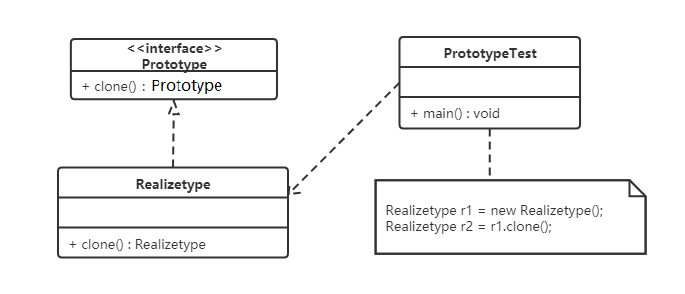 <<interface>>
Prototype
+ clone() : Prototype
PrototypeTest
+ main() : void
Realizetype
+ clone() : Realizetype
Realizetype r1 = new Realizetype();
Realizetype r2 = r1.clone();